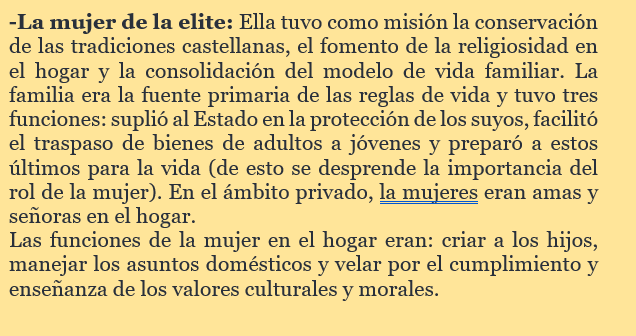 -La mujer de la elite: Ella tuvo como misión la conservación
de las tradiciones castellanas, el fomento de la religiosidad en
el hogar y la consolidación del modelo de vida familiar. La
familia era la fuente primaria de las reglas de vida y tuvo tres
funciones: suplió al Estado en la protección de los suyos, facilitó
el traspaso de bienes de adultos a jóvenes y preparó a estos
últimos para la vida (de esto se desprende la importancia del
rol de la mujer). En el ámbito privado, la mujeres eran amas y
señoras en el hogar.
Las funciones de la mujer en el hogar eran: criar a los hijos,
manejar los asuntos domésticos y velar por el cumplimiento y
enseñanza de los valores culturales y morales.